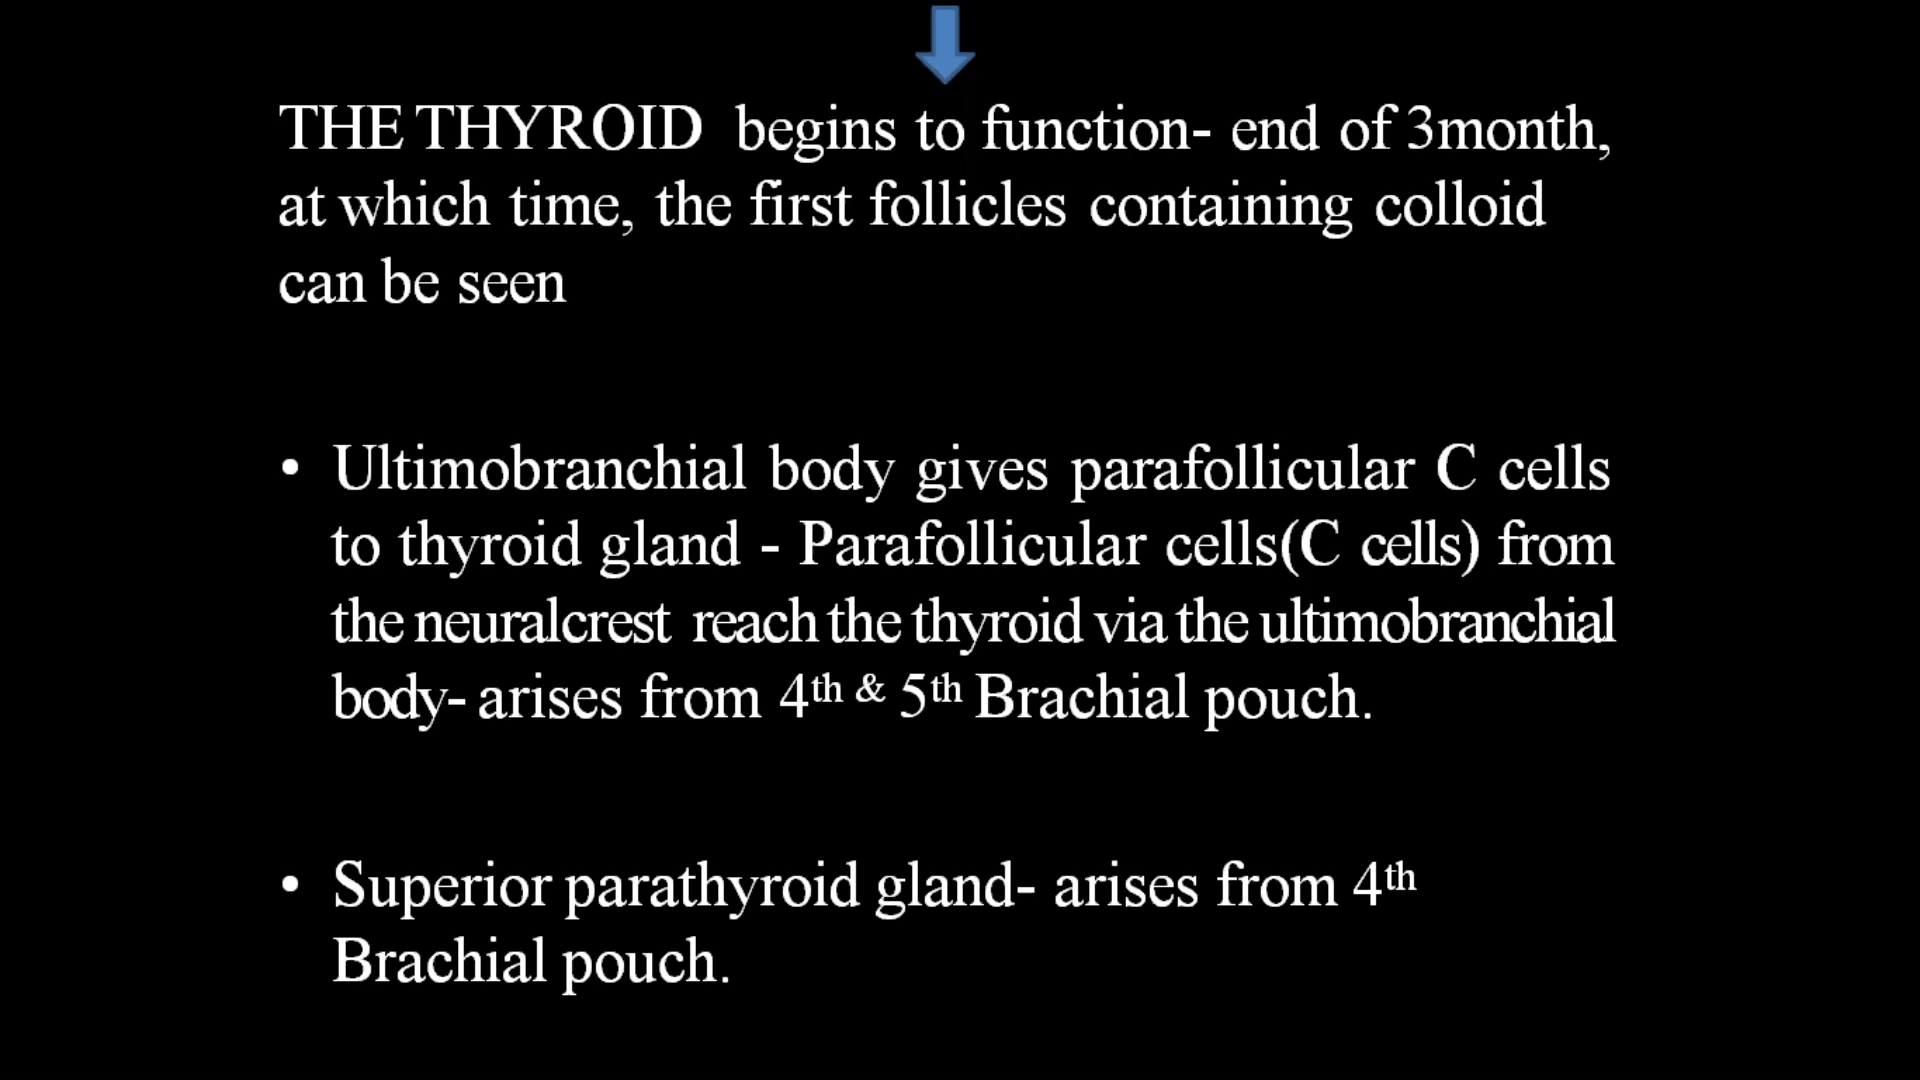 THE THYROID begins to function- end of 3month,
at which time, the first follicles containing colloid
can be seen
• Ultimobranchial body gives parafollicular C cells
to thyroid gland - Parafollicular cells(C cells) from
the neuralcrest reach the thyroid via the ultimobranchial
body- arises from 4th & 5th Brachial pouch.
• Superior parathyroid gland- arises from 4th
Brachial pouch.